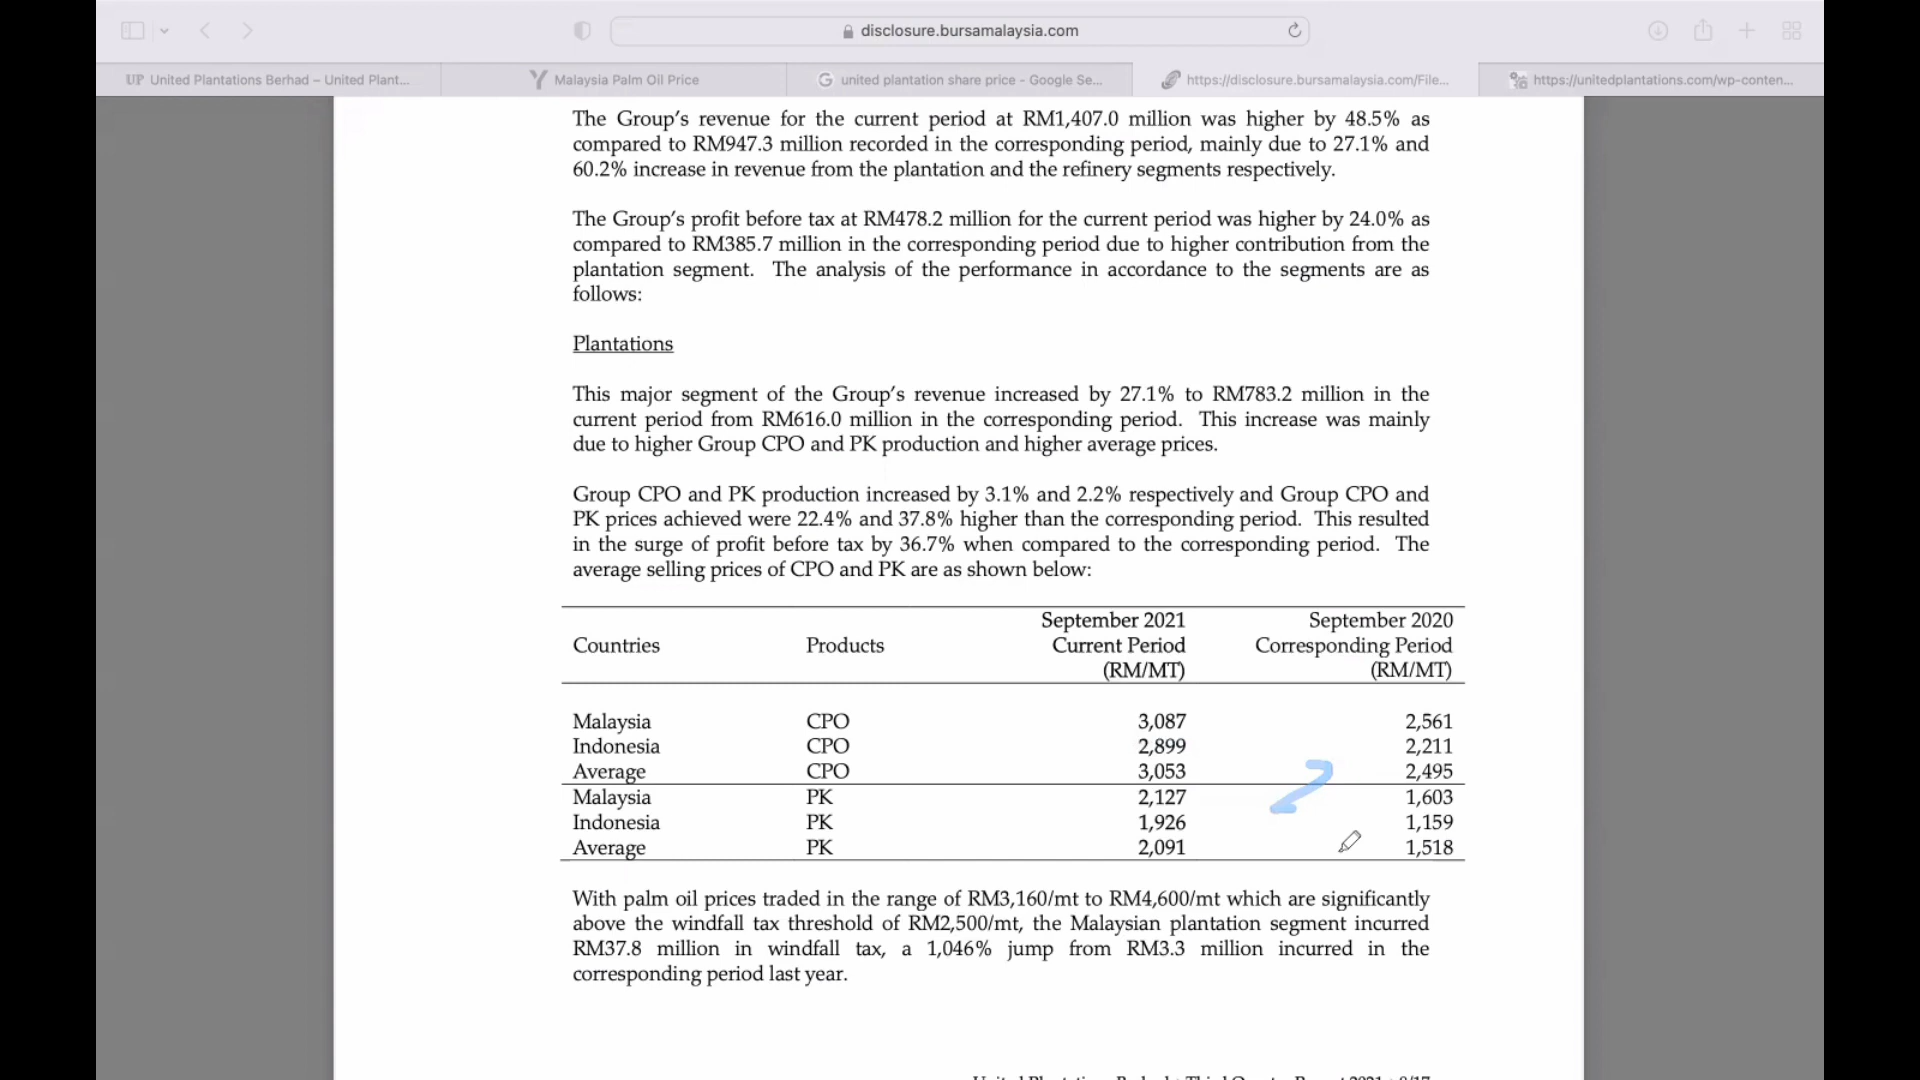 disclosure.bursamalaysia.com
UP United Plantations Berhad – United Plant...
Malaysia Palm Oil Price
united plantation share price - Google Se...
https://disclosure.bursamalaysia.com/File...
https://unitedplantations.com/wp-conten...
The Group's revenue for the current period at RM1,407.0 million was higher by 48.5% as
compared to RM947.3 million recorded in the corresponding period, mainly due to 27.1% and
60.2% increase in revenue from the plantation and the refinery segments respectively.
The Group's profit before tax at RM478.2 million for the current period was higher by 24.0% as
compared to RM385.7 million in the corresponding period due to higher contribution from the
plantation segment. The analysis of the performance in accordance to the segments are as
follows:
Plantations
This major segment of the Group's revenue increased by 27.1% to RM783.2 million in the
current period from RM616.0 million in the corresponding period. This increase was mainly
due to higher Group CPO and PK production and higher average prices.
Group CPO and PK production increased by 3.1% and 2.2% respectively and Group CPO and
PK prices achieved were 22.4% and 37.8% higher than the corresponding period. This resulted
in the surge of profit before tax by 36.7% when compared to the corresponding period. The
average selling prices of CPO and PK are as shown below:
September 2021 September 2020
Countries Products Current Period Corresponding Period
(RM/MT) (RM/MT)
Malaysia CPO 3,087 2,561
Indonesia CPO 2,899 2,211
Average CPO 3,053 2,495
Malaysia PK 2,127 1,603
Indonesia PK 1,926 1,159
Average PK 2,091 1,518
With palm oil prices traded in the range of RM3,160/mt to RM4,600/mt which are significantly
above the windfall tax threshold of RM2,500/mt, the Malaysian plantation segment incurred
RM37.8 million in windfall tax, a 1,046% jump from RM3.3 million incurred in the
corresponding period last year.